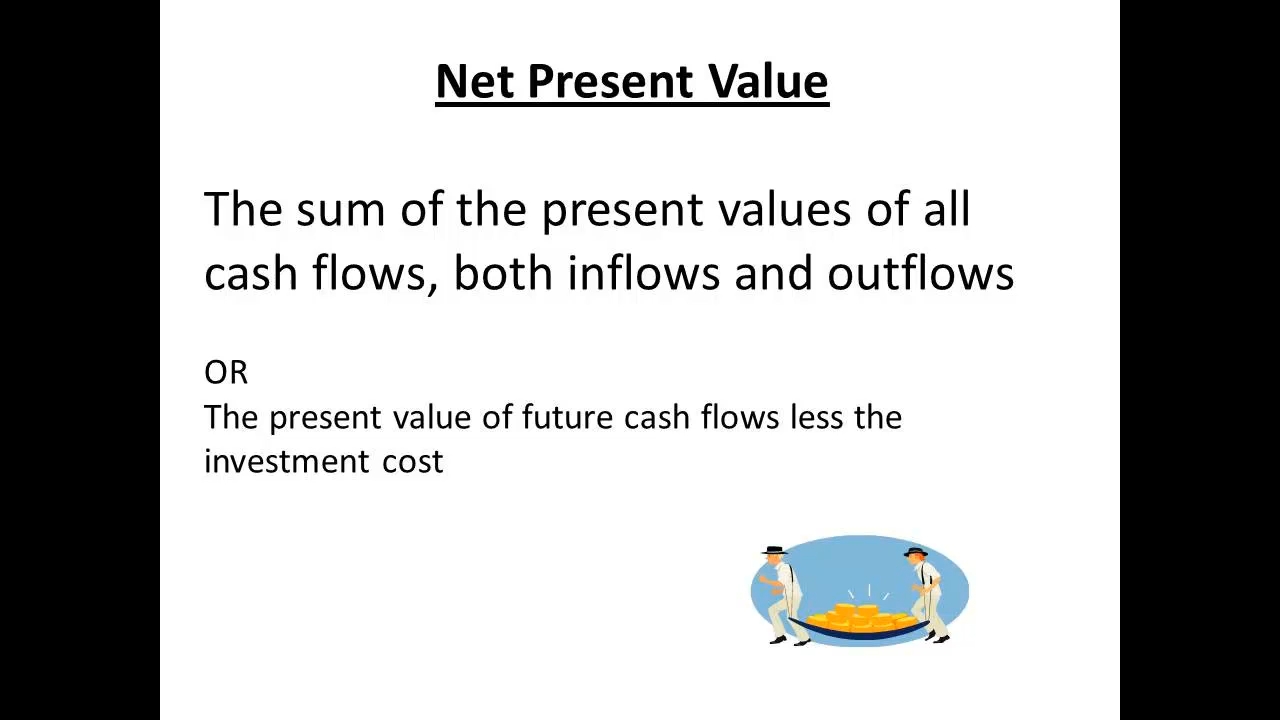 Net Present Value
The sum of the present values of all
cash flows, both inflows and outflows
OR
The present value of future cash flows less the
investment cost